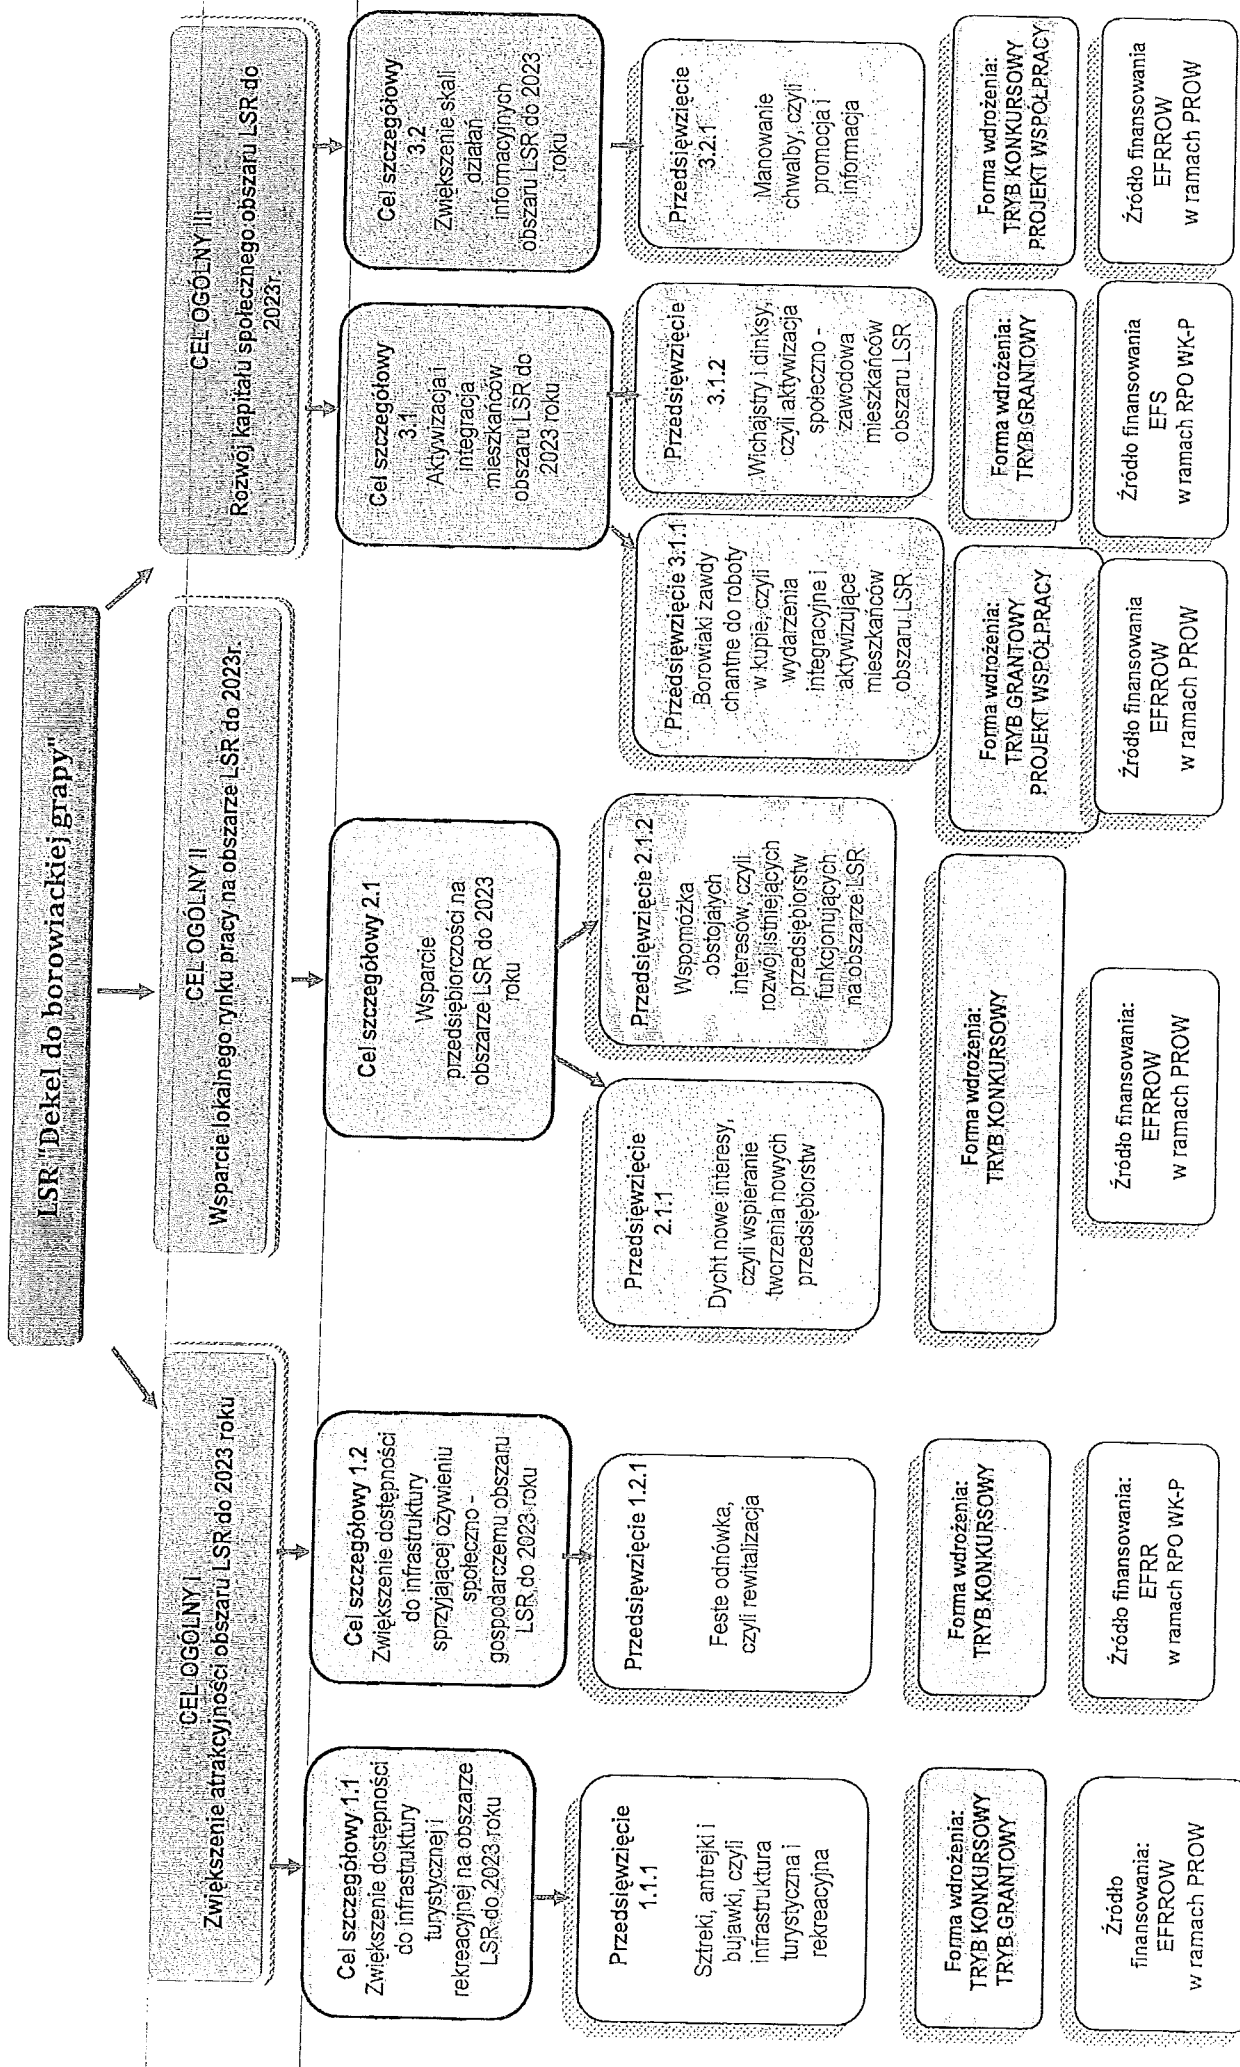 LSR "Dekel do borowiackiej grapy"
CEL OGÓLNY I
Zwiększenie atrakcyjności obszaru LSR do 2023 roku
CEL OGÓLNY II
Wsparcie lokalnego rynku pracy na obszarze LSR do 2023r.
CEL OGÓLNY III
Rozwój kapitału społecznego obszaru LSR do
2023r.
Cel szczegółowy 1.1
Zwiększenie dostępności
do infrastruktury
turystycznej i
rekreacyjnej na obszarze
LSR do 2023 roku
Cel szczegółowy 1.2
Zwiększenie dostępności
do infrastruktury
sprzyjającej ożywieniu
społeczno -
gospodarczemu obszaru
LSR do 2023 roku
Cel szczegółowy 2.1
Wsparcie
przedsiębiorczości na
obszarze LSR do 2023
roku
Cel szczegółowy
3.1
Aktywizacja i
integracja
mieszkańców
obszaru LSR do
2023 roku
Cel szczegółowy
3.2
Zwiększenie skali
działań
informacyjnych
obszaru LSR do 2023
roku
Przedsięwzięcie
1.1.1
Sztreki, antrejki i
bujawki, czyli
infrastruktura
turystyczna i
rekreacyjna
Przedsięwzięcie 1.2.1
Feste odnówka,
czyli rewitalizacja
Przedsięwzięcie
2.1.1
Dycht nowe interesy,
czyli wspieranie
tworzenia nowych
przedsiębiorstw
Przedsięwzięcie 2.1.2
Wspomóżka
obstojałych
interesów, czyli
rozwój istniejących
przedsiębiorstw
funkcjonujących
na obszarze LSR
Przedsięwzięcie 3.1.1
Borowiaki zawdy
chantne do roboty
w kupie, czyli
wydarzenia
integracyjne i
aktywizujące
mieszkańców
obszaru LSR
Przedsięwzięcie
3.1.2
Wichajstry i dinksy,
czyli aktywizacja
społeczno -
zawodowa
mieszkańców
obszaru LSR
Przedsięwzięcie
3.2.1
Manowanie
chwalby, czyli
promocja i
informacja
Forma wdrożenia:
TRYB KONKURSOWY
TRYB GRANTOWY
Forma wdrożenia:
TRYB KONKURSOWY
Forma wdrożenia:
TRYB KONKURSOWY
Forma wdrożenia:
TRYB GRANTOWY
PROJEKT WSPÓŁPRACY
Forma wdrożenia:
TRYB GRANTOWY
Forma wdrożenia:
TRYB KONKURSOWY
PROJEKT WSPÓŁPRACY
Źródło
finansowania:
EFRROW
w ramach PROW
Źródło finansowania:
EFRR
w ramach RPO WK-P
Źródło finansowania:
EFRROW
w ramach PROW
Źródło finansowania
EFRROW
w ramach PROW
Źródło finansowania
EFS
w ramach RPO WK-P
Źródło finansowania
EFRROW
w ramach PROW